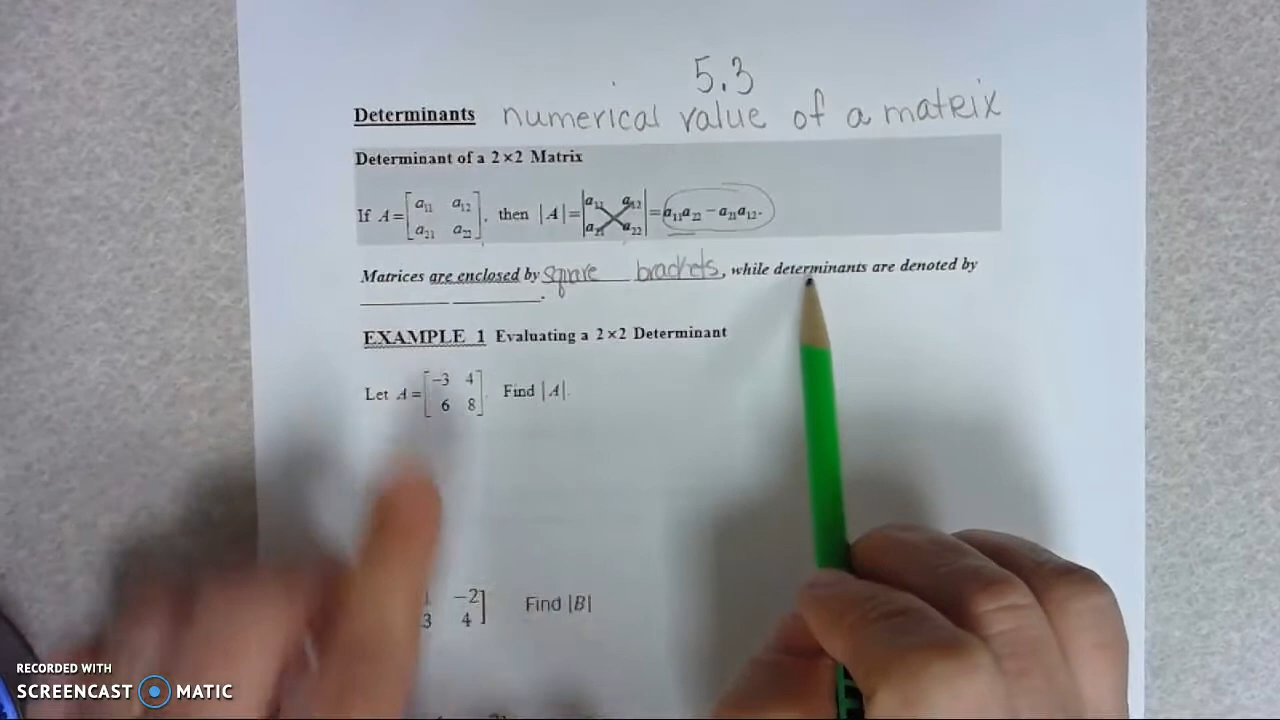 5.3
Determinants numerical value of a matrix
Determinant of a 2×2 Matrix
If A = [a₁₁ a₁₂; a₂₁ a₂₂], then |A| = |a₁₁ a₁₂; a₂₁ a₂₂| = a₁₁a₂₂ − a₂₁a₁₂.
Matrices are enclosed by square brackets, while determinants are denoted by
EXAMPLE 1 Evaluating a 2×2 Determinant
Let A = [−3 4; 6 8]. Find |A|.
−2
3 4] Find |B|
RECORDED WITH
SCREENCAST MATIC